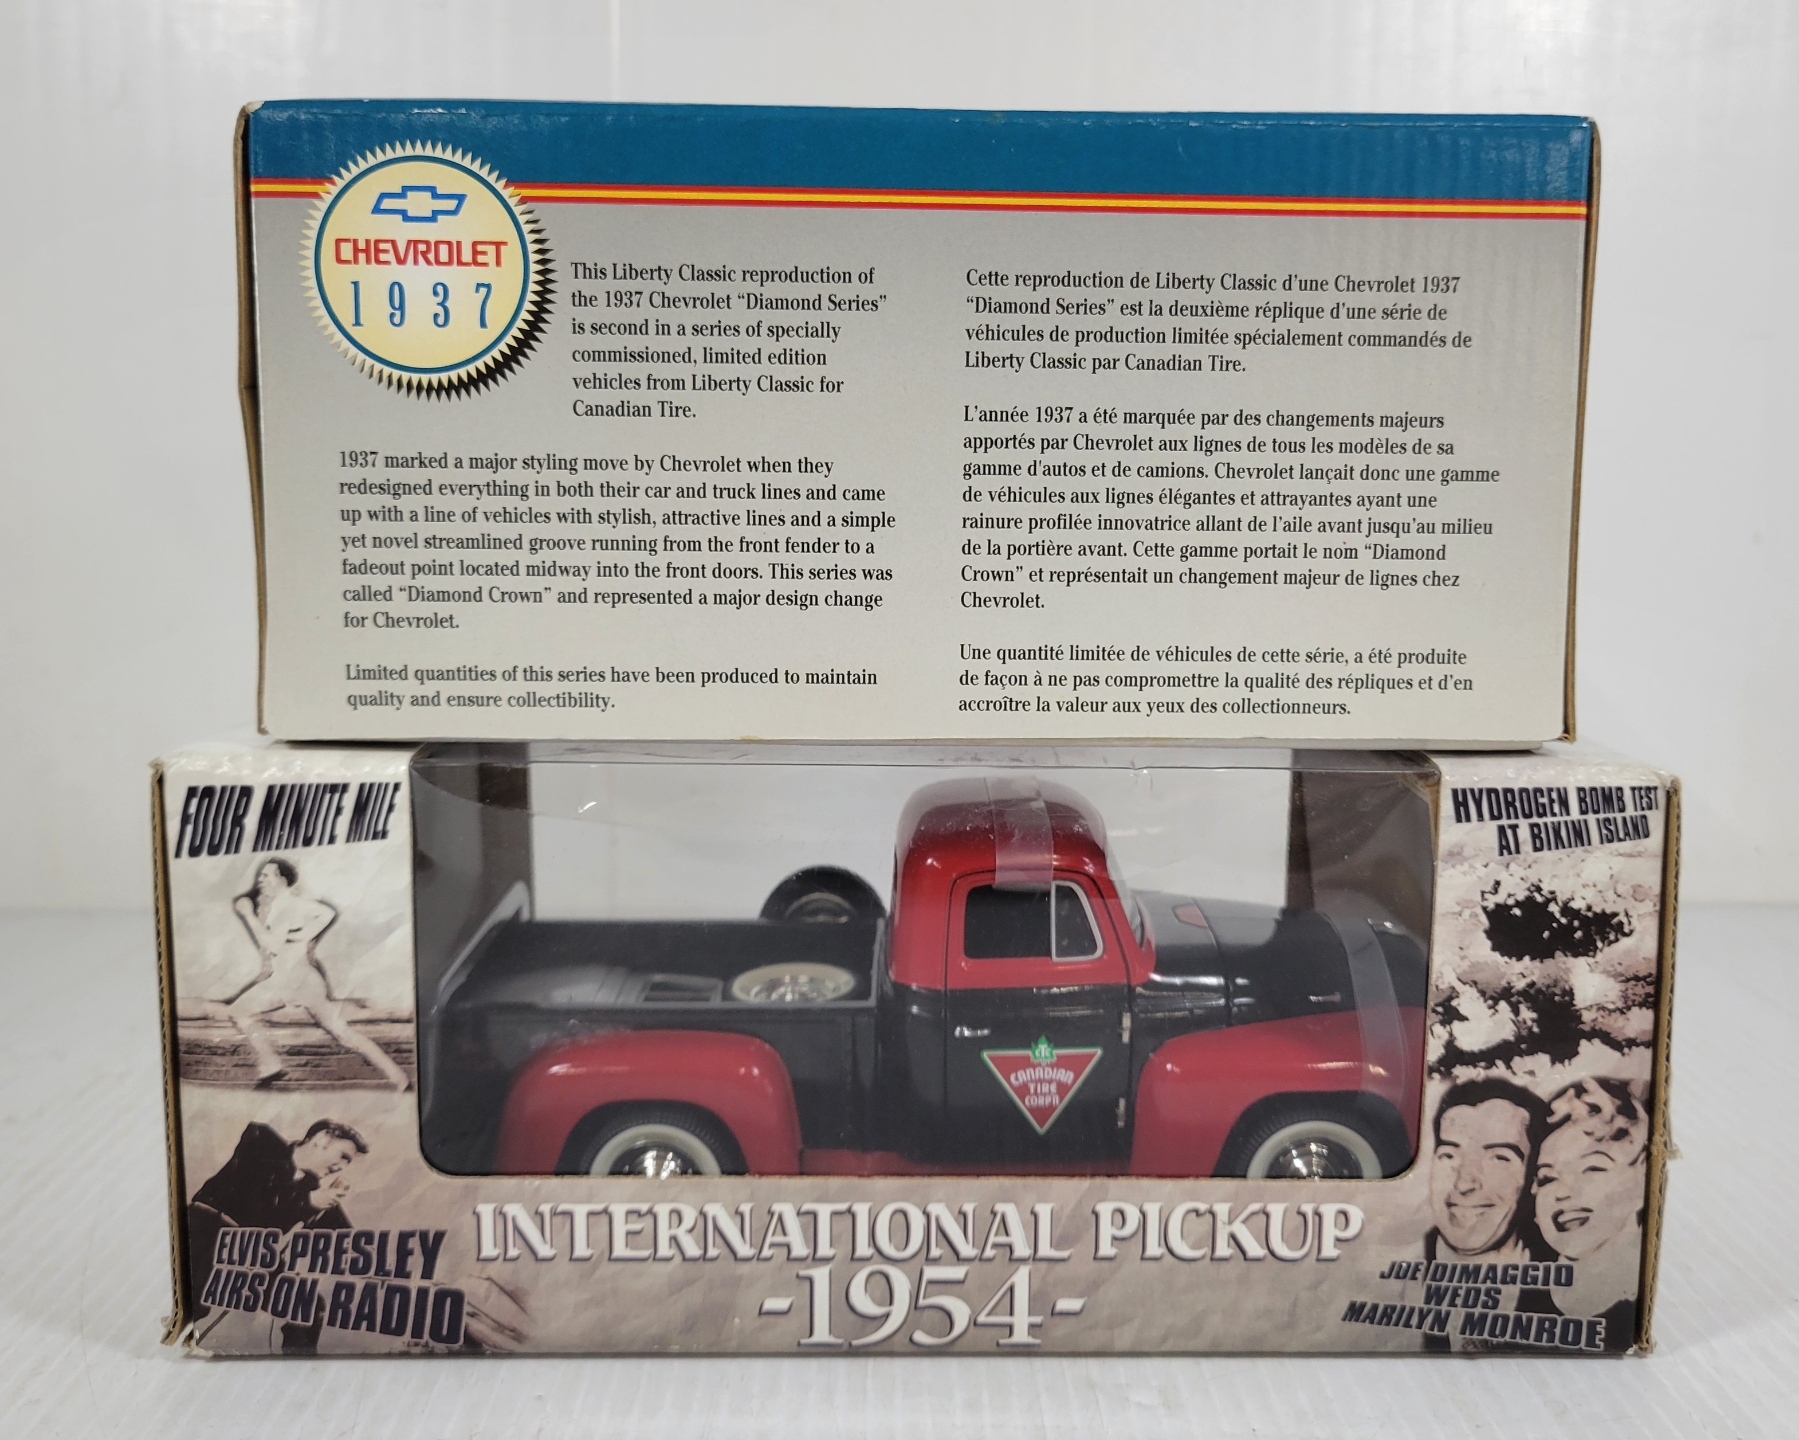 CHEVROLET
1937
This Liberty Classic reproduction of
the 1937 Chevrolet “Diamond Series”
is second in a series of specially
commissioned, limited edition
vehicles from Liberty Classic for
Canadian Tire.
1937 marked a major styling move by Chevrolet when they
redesigned everything in both their car and truck lines and came
up with a line of vehicles with stylish, attractive lines and a simple
yet novel streamlined groove running from the front fender to a
fadeout point located midway into the front doors. This series was
called “Diamond Crown” and represented a major design change
for Chevrolet.
Limited quantities of this series have been produced to maintain
quality and ensure collectibility.
Cette reproduction de Liberty Classic d'une Chevrolet 1937
“Diamond Series” est la deuxième réplique d'une série de
véhicules de production limitée spécialement commandés de
Liberty Classic par Canadian Tire.
L'année 1937 a été marquée par des changements majeurs
apportés par Chevrolet aux lignes de tous les modèles de sa
gamme d'autos et de camions. Chevrolet lançait donc une gamme
de véhicules aux lignes élégantes et attrayantes ayant une
rainure profilée innovatrice allant de l'aile avant jusqu'au milieu
de la portière avant. Cette gamme portait le nom “Diamond
Crown” et représentait un changement majeur de lignes chez
Chevrolet.
Une quantité limitée de véhicules de cette série, a été produite
de façon à ne pas compromettre la qualité des répliques et d'en
accroître la valeur aux yeux des collectionneurs.
FOUR MINUTE MILE
HYDROGEN BOMB TEST
AT BIKINI ISLAND
CTC
CANADIAN
TIRE
CORP'N
ELVIS PRESLEY
AIRS ON RADIO
INTERNATIONAL PICKUP
-1954-
JOE DIMAGGIO
WEDS
MARILYN MONROE